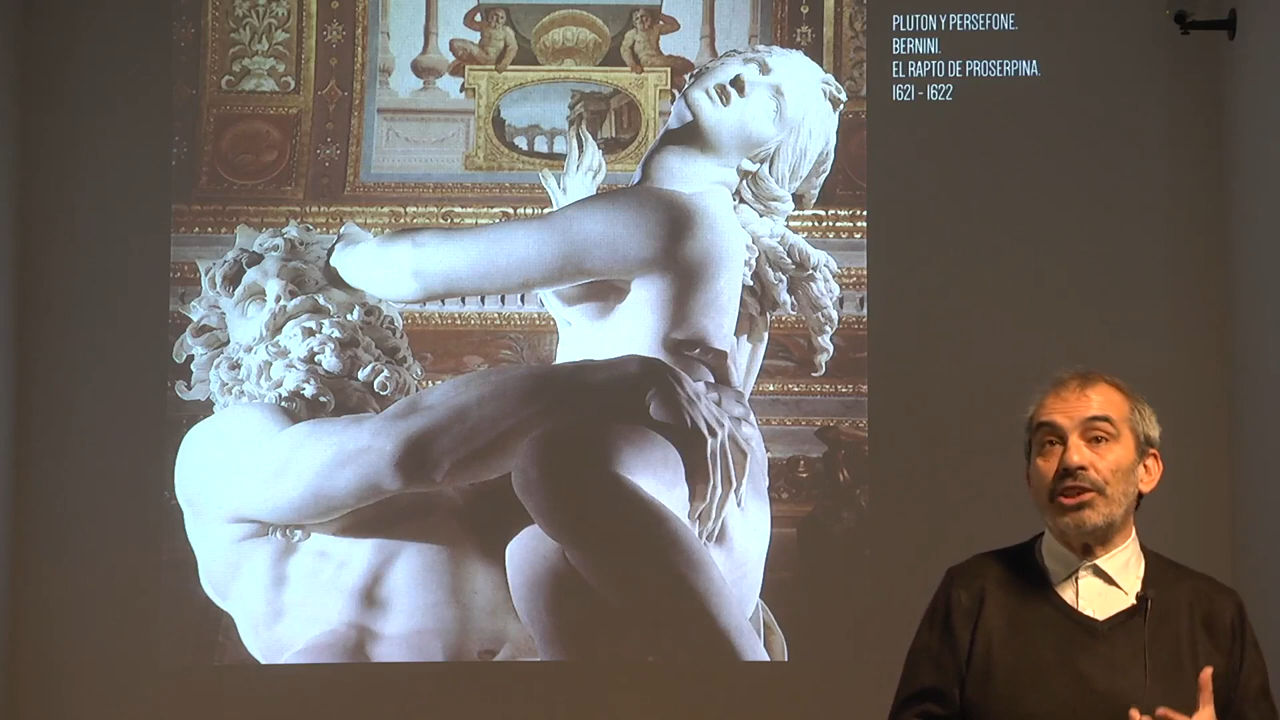 PLUTON Y PERSEFONE.
BERNINI.
EL RAPTO DE PROSERPINA.
1621 - 1622